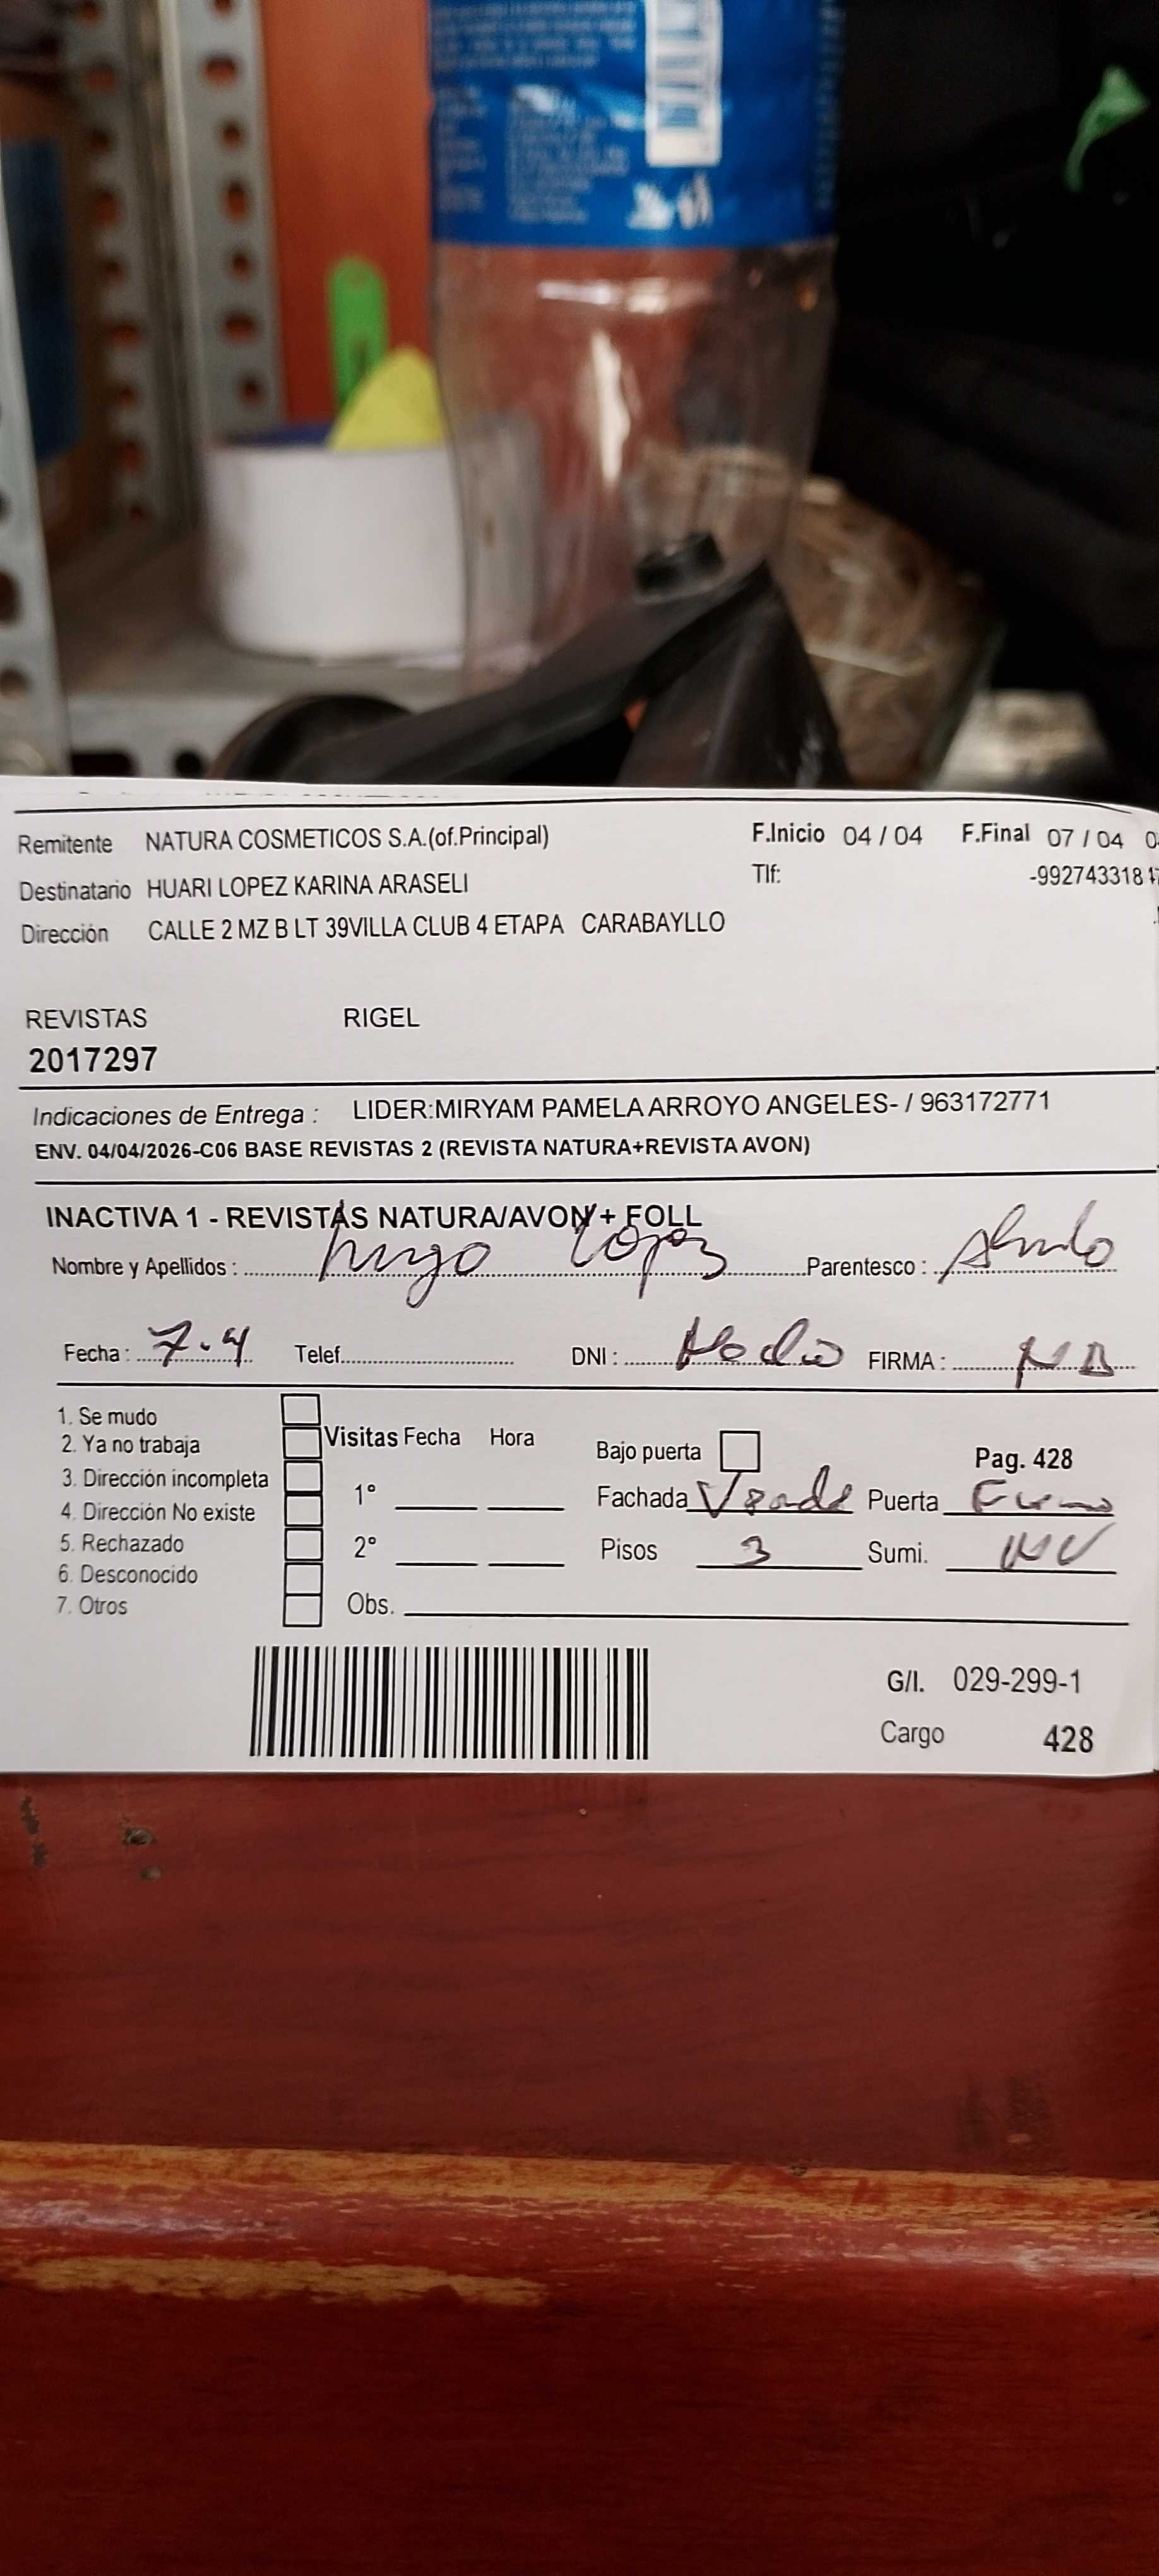 Remitente NATURA COSMETICOS S.A.(of.Principal) F.Inicio 04 / 04 F.Final 07 / 04
Destinatario HUARI LOPEZ KARINA ARASELI Tlf: -992743318
Dirección CALLE 2 MZ B LT 39VILLA CLUB 4 ETAPA CARABAYLLO
REVISTAS RIGEL
2017297
Indicaciones de Entrega : LIDER:MIRYAM PAMELA ARROYO ANGELES- / 963172771
ENV. 04/04/2026-C06 BASE REVISTAS 2 (REVISTA NATURA+REVISTA AVON)
INACTIVA 1 - REVISTAS NATURA/AVON + FOLL
Nombre y Apellidos : Hugo Lopez Parentesco :
Fecha : 7.4 Telef. DNI : FIRMA :
1. Se mudo
2. Ya no trabaja
3. Dirección incompleta
4. Dirección No existe
5. Rechazado
6. Desconocido
7. Otros
Visitas Fecha Hora
1°
2°
Obs.
Bajo puerta Pag. 428
Fachada Puerta
Pisos 3 Sumi.
G/I. 029-299-1
Cargo 428